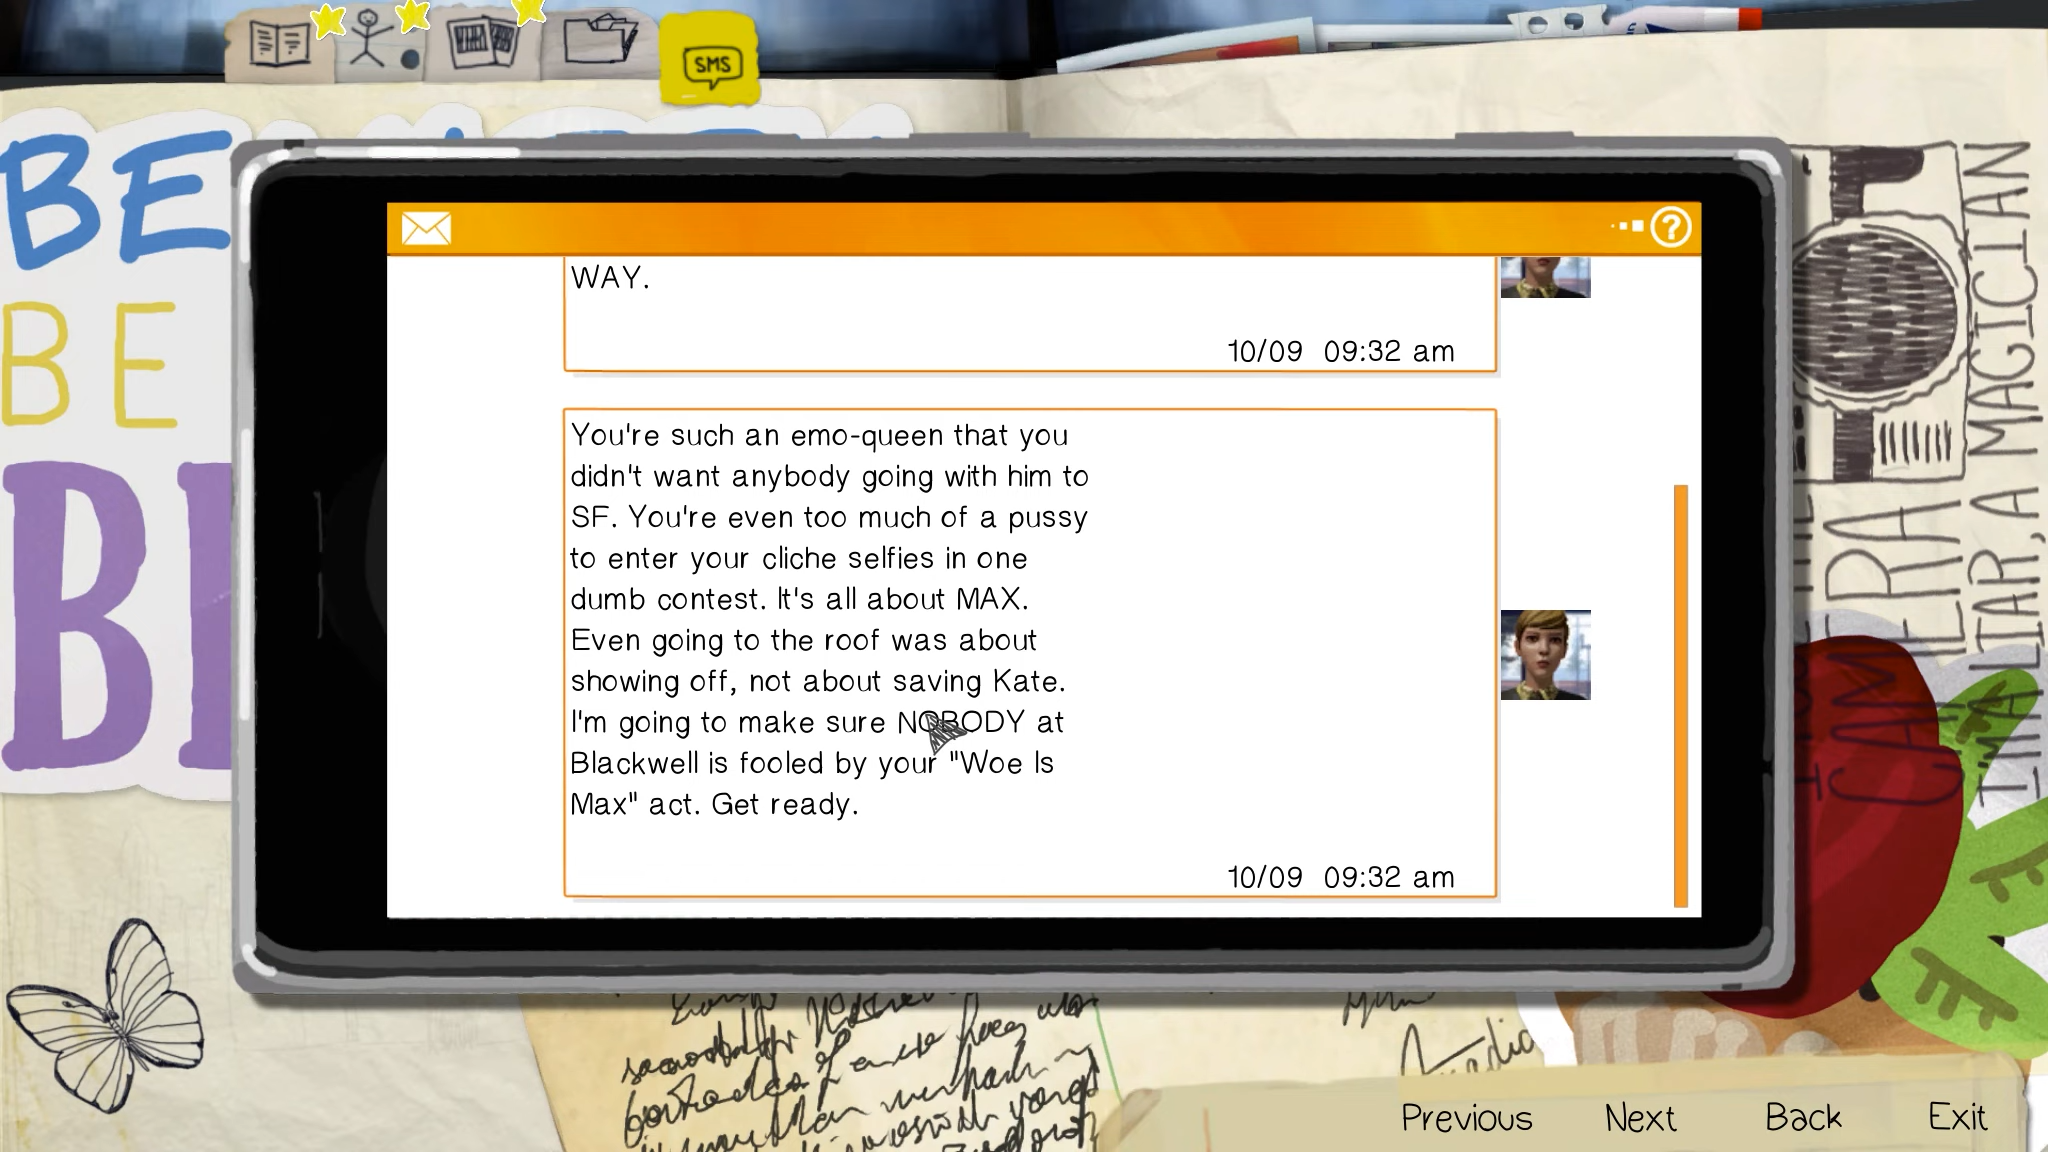 SMS
BE
BE
WAY.
10/09 09:32 am
You're such an emo-queen that you
didn't want anybody going with him to
SF. You're even too much of a pussy
to enter your cliche selfies in one
dumb contest. It's all about MAX.
Even going to the roof was about
showing off, not about saving Kate.
I'm going to make sure NOBODY at
Blackwell is fooled by your "Woe Is
Max" act. Get ready.
10/09 09:32 am
CAMERA
I'M A LIAR, A MAGICIAN
Previous
Next
Back
Exit